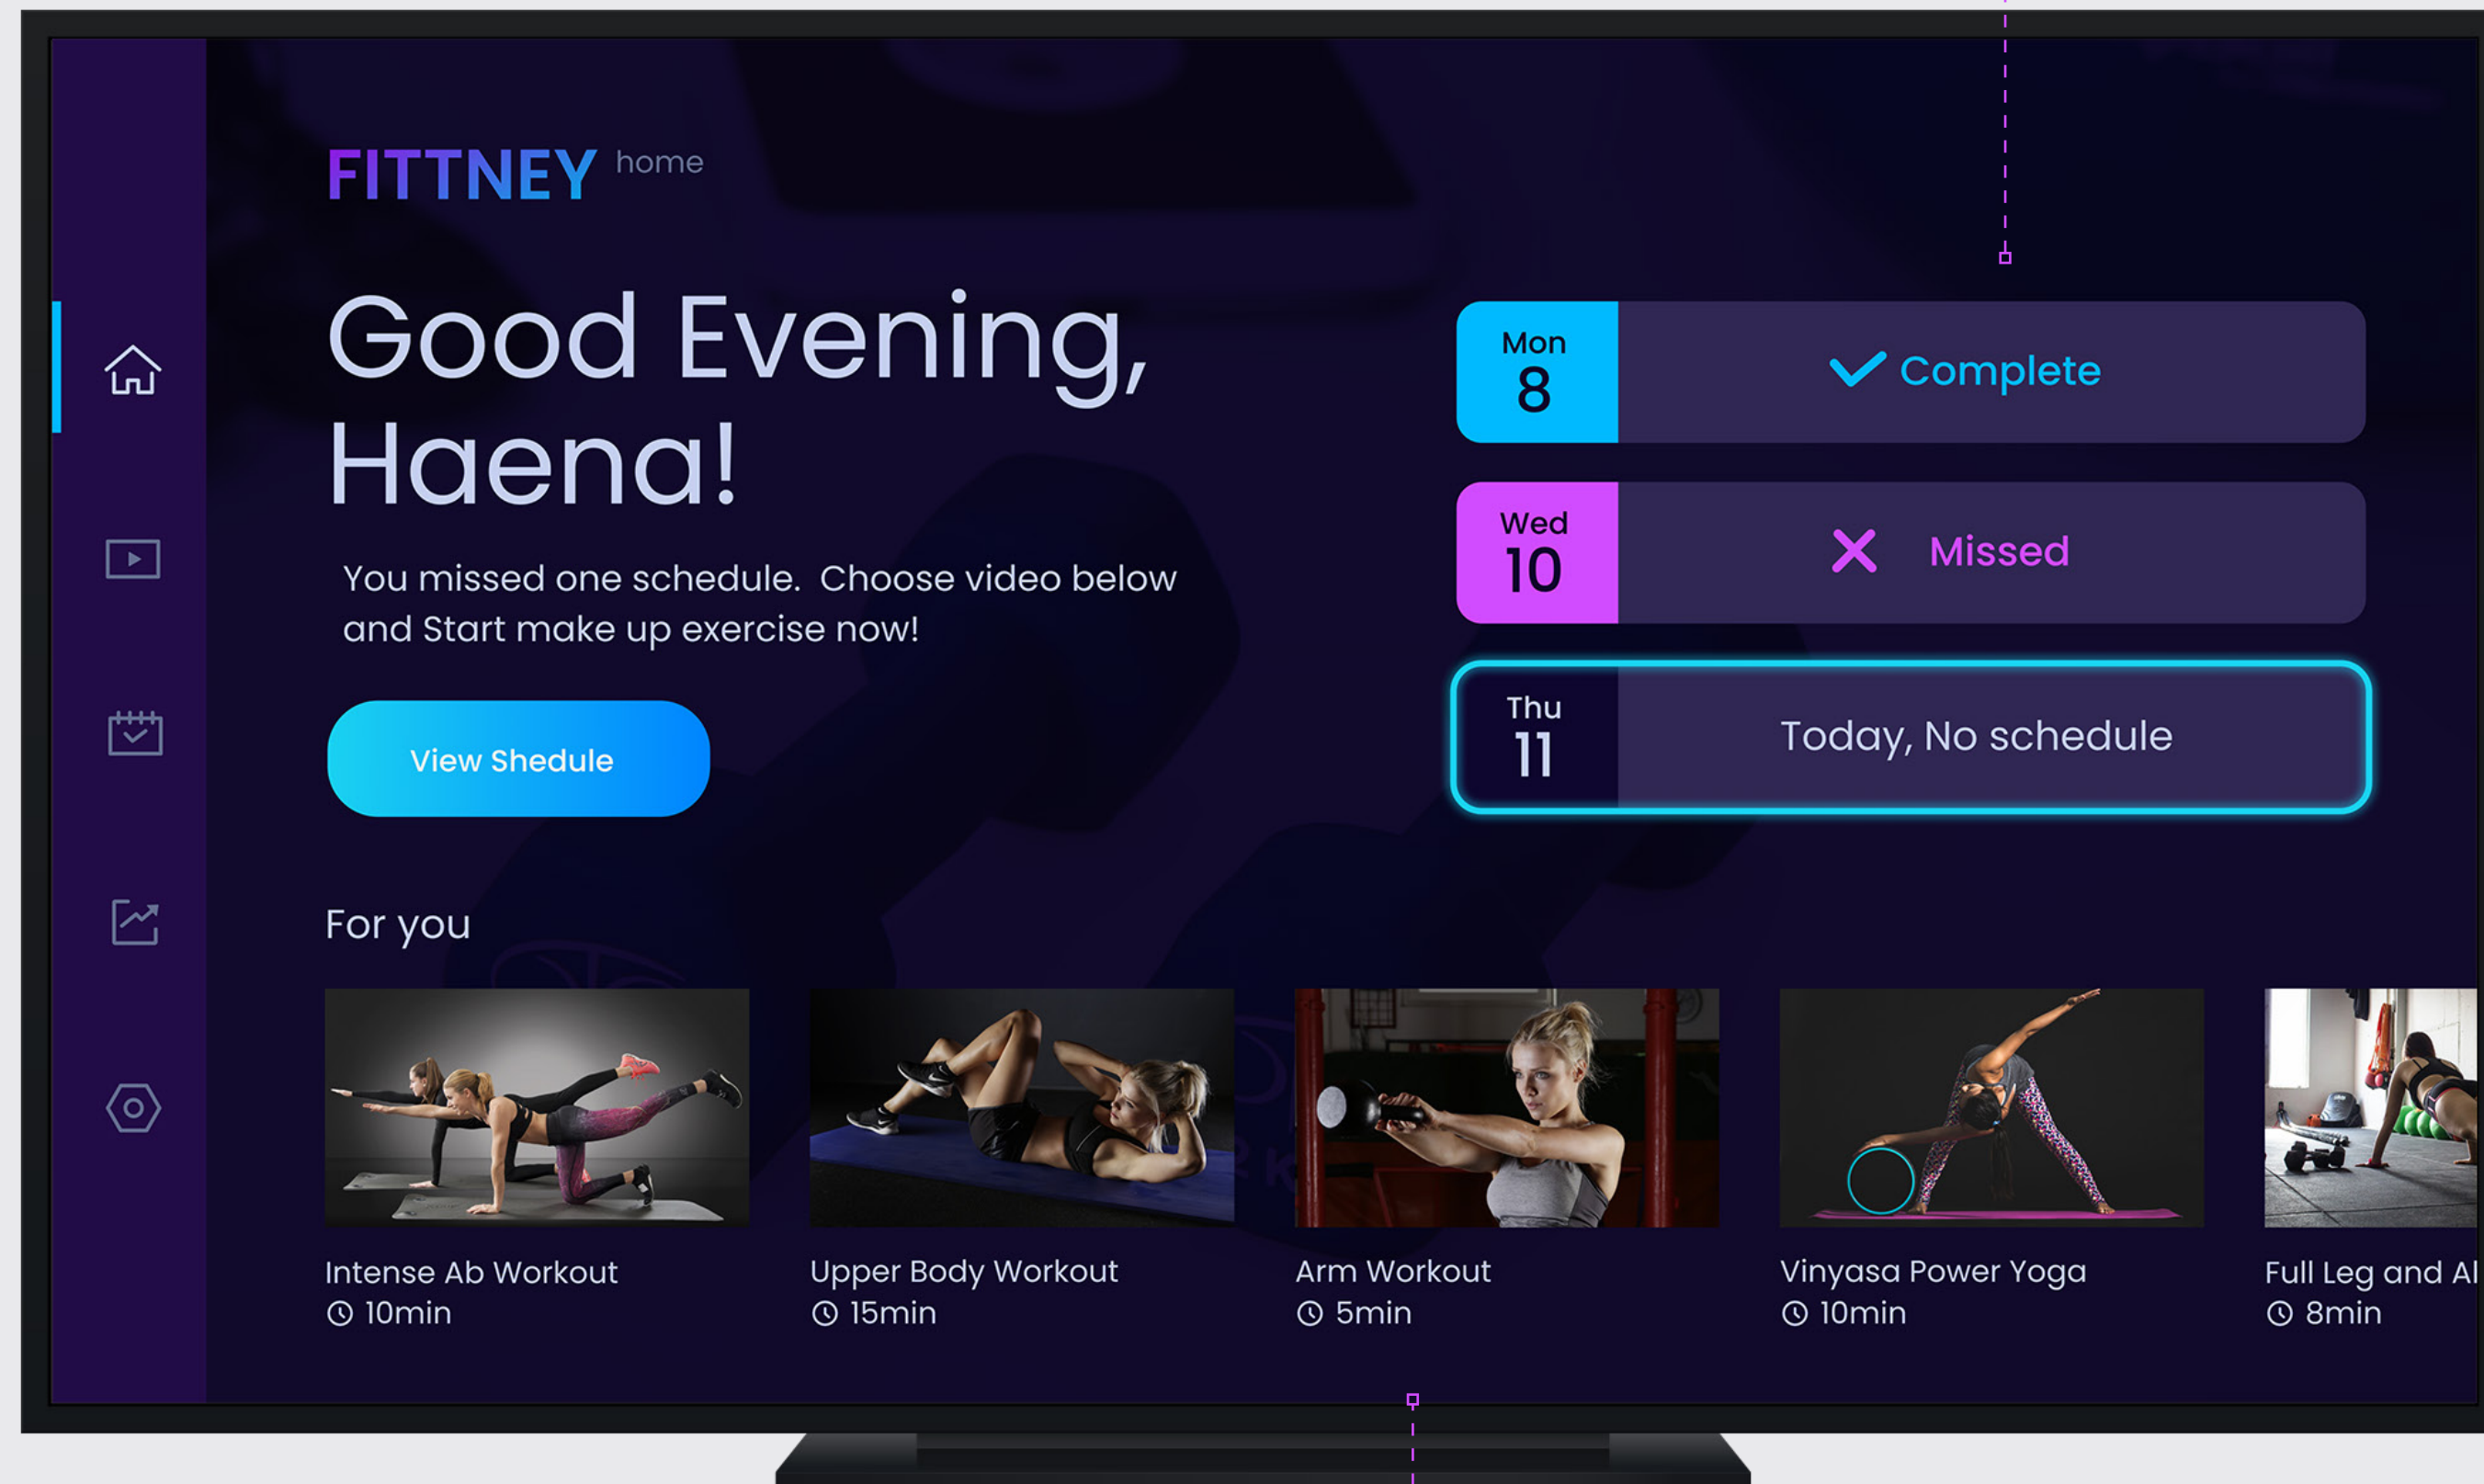 FITTNEY home
Good Evening,
Haena!
You missed one schedule. Choose video below
and Start make up exercise now!
View Shedule
Mon
8
Complete
Wed
10
Missed
Thu
11
Today, No schedule
For you
Intense Ab Workout
10min
Upper Body Workout
15min
Arm Workout
5min
Vinyasa Power Yoga
10min
Full Leg and
8min